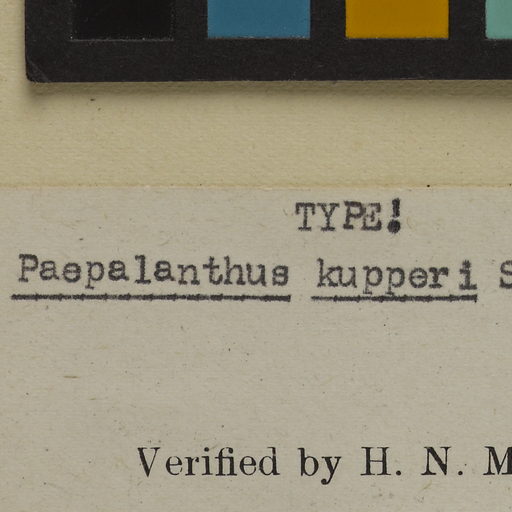 TYPE!
Paepalanthus kupperi S
Verified by H. N. M